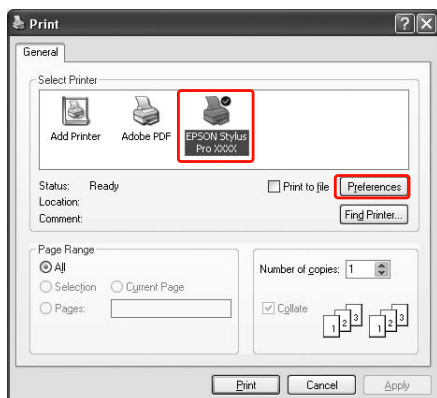 Print
General
Select Printer
Add Printer
Adobe PDF
EPSON Stylus
Pro XXXX
Status: Ready
Print to file
Preferences
Location:
Comment:
Find Printer...
Page Range
All
Selection
Current Page
Pages:
Number of copies: 1
Collate
1 2 3 1 2 3
Print Cancel Apply